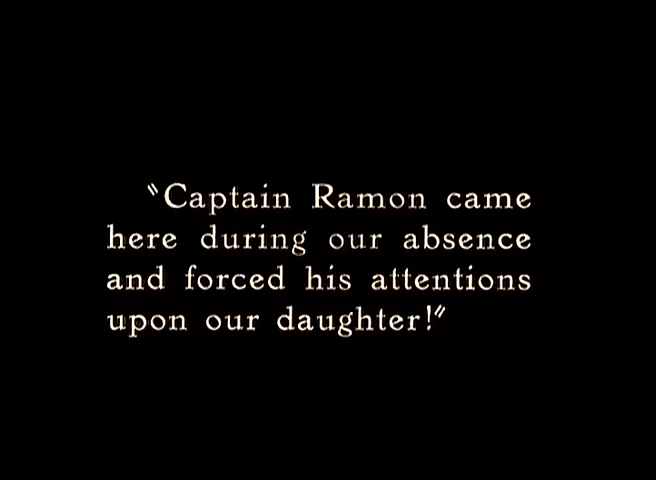 "Captain Ramon came
here during our absence
and forced his attentions
upon our daughter!"